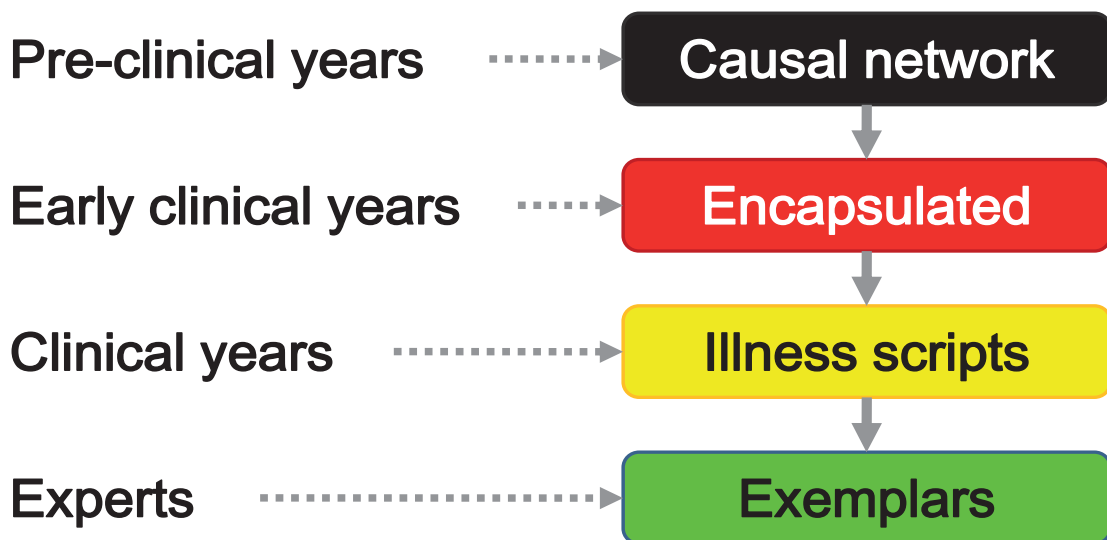 Pre-clinical years
Causal network
Early clinical years
Encapsulated
Clinical years
Illness scripts
Experts
Exemplars